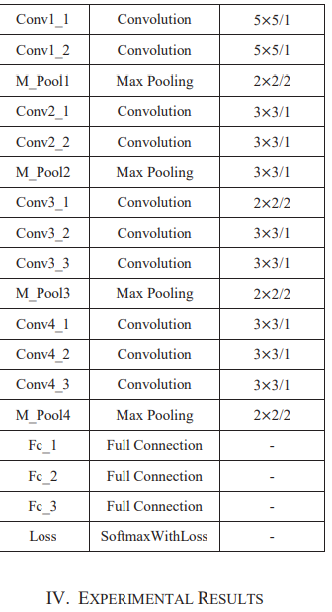 Conv1_1 Convolution 5×5/1
Conv1_2 Convolution 5×5/1
M_Pool1 Max Pooling 2×2/2
Conv2_1 Convolution 3×3/1
Conv2_2 Convolution 3×3/1
M_Pool2 Max Pooling 3×3/1
Conv3_1 Convolution 2×2/2
Conv3_2 Convolution 3×3/1
Conv3_3 Convolution 3×3/1
M_Pool3 Max Pooling 2×2/2
Conv4_1 Convolution 3×3/1
Conv4_2 Convolution 3×3/1
Conv4_3 Convolution 3×3/1
M_Pool4 Max Pooling 2×2/2
Fc_1 Full Connection -
Fc_2 Full Connection -
Fc_3 Full Connection -
Loss SoftmaxWithLoss -
IV. EXPERIMENTAL RESULTS